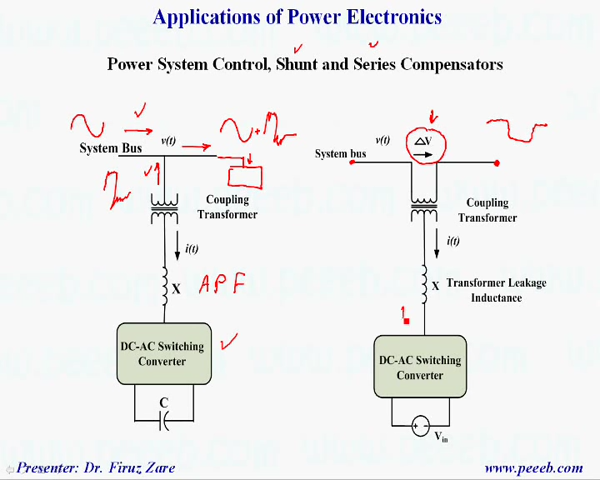 Applications of Power Electronics
Power System Control, Shunt and Series Compensators
v(t)
System Bus
Coupling
Transformer
i(t)
X
APF
DC-AC Switching
Converter
C
v(t)
ΔV
System bus
Coupling
Transformer
i(t)
X
Transformer Leakage
Inductance
DC-AC Switching
Converter
+ -
Vin
Presenter: Dr. Firuz Zare
www.peeeb.com